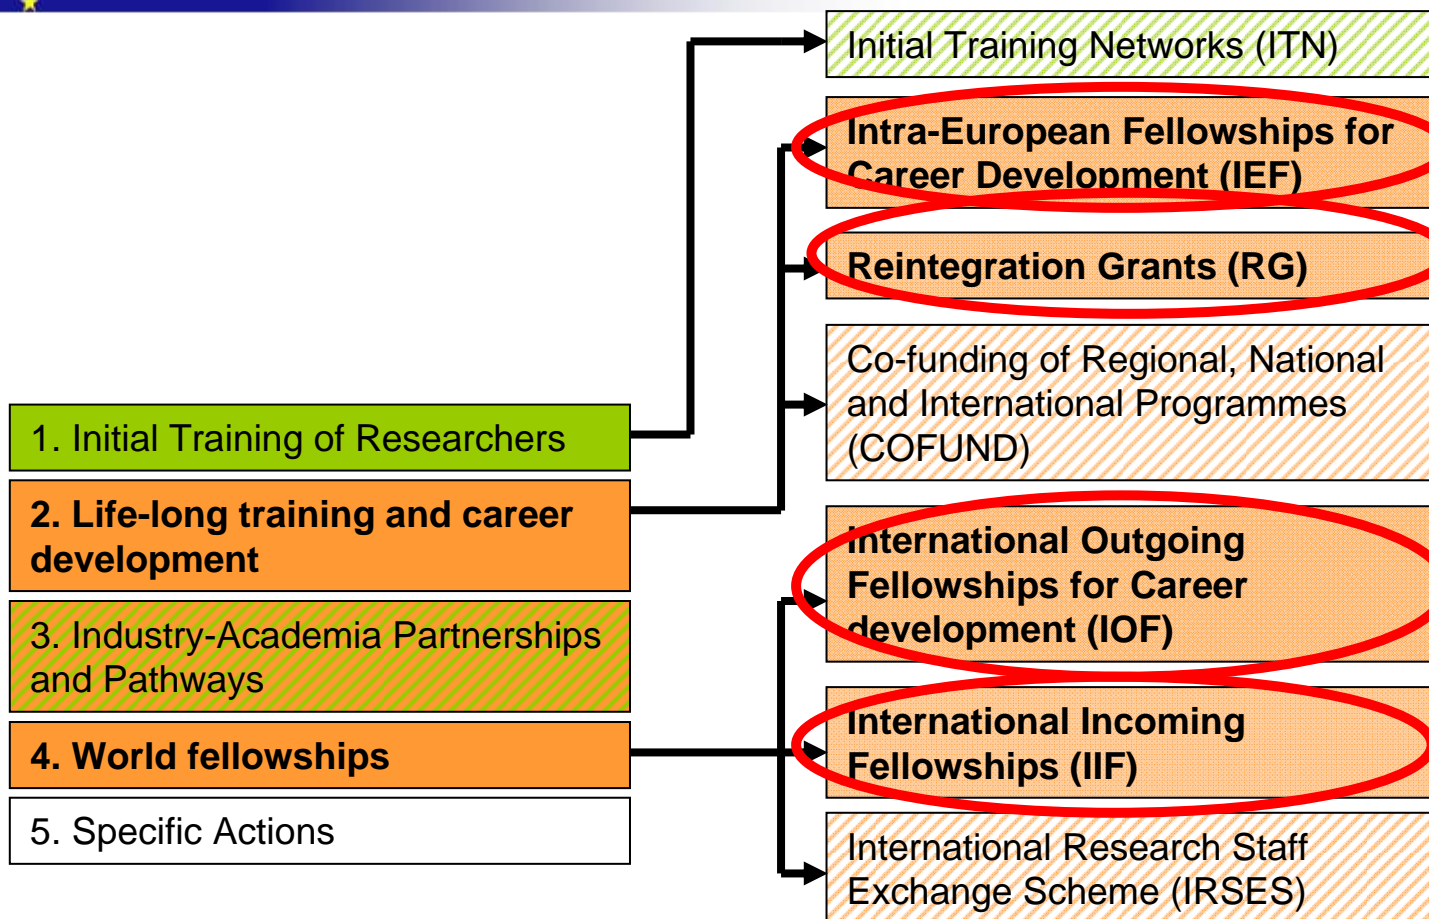 Initial Training Networks (ITN)
Intra-European Fellowships for
Career Development (IEF)
Reintegration Grants (RG)
Co-funding of Regional, National
and International Programmes
(COFUND)
1. Initial Training of Researchers
2. Life-long training and career
development
3. Industry-Academia Partnerships
and Pathways
4. World fellowships
5. Specific Actions
International Outgoing
Fellowships for Career
development (IOF)
International Incoming
Fellowships (IIF)
International Research Staff
Exchange Scheme (IRSES)